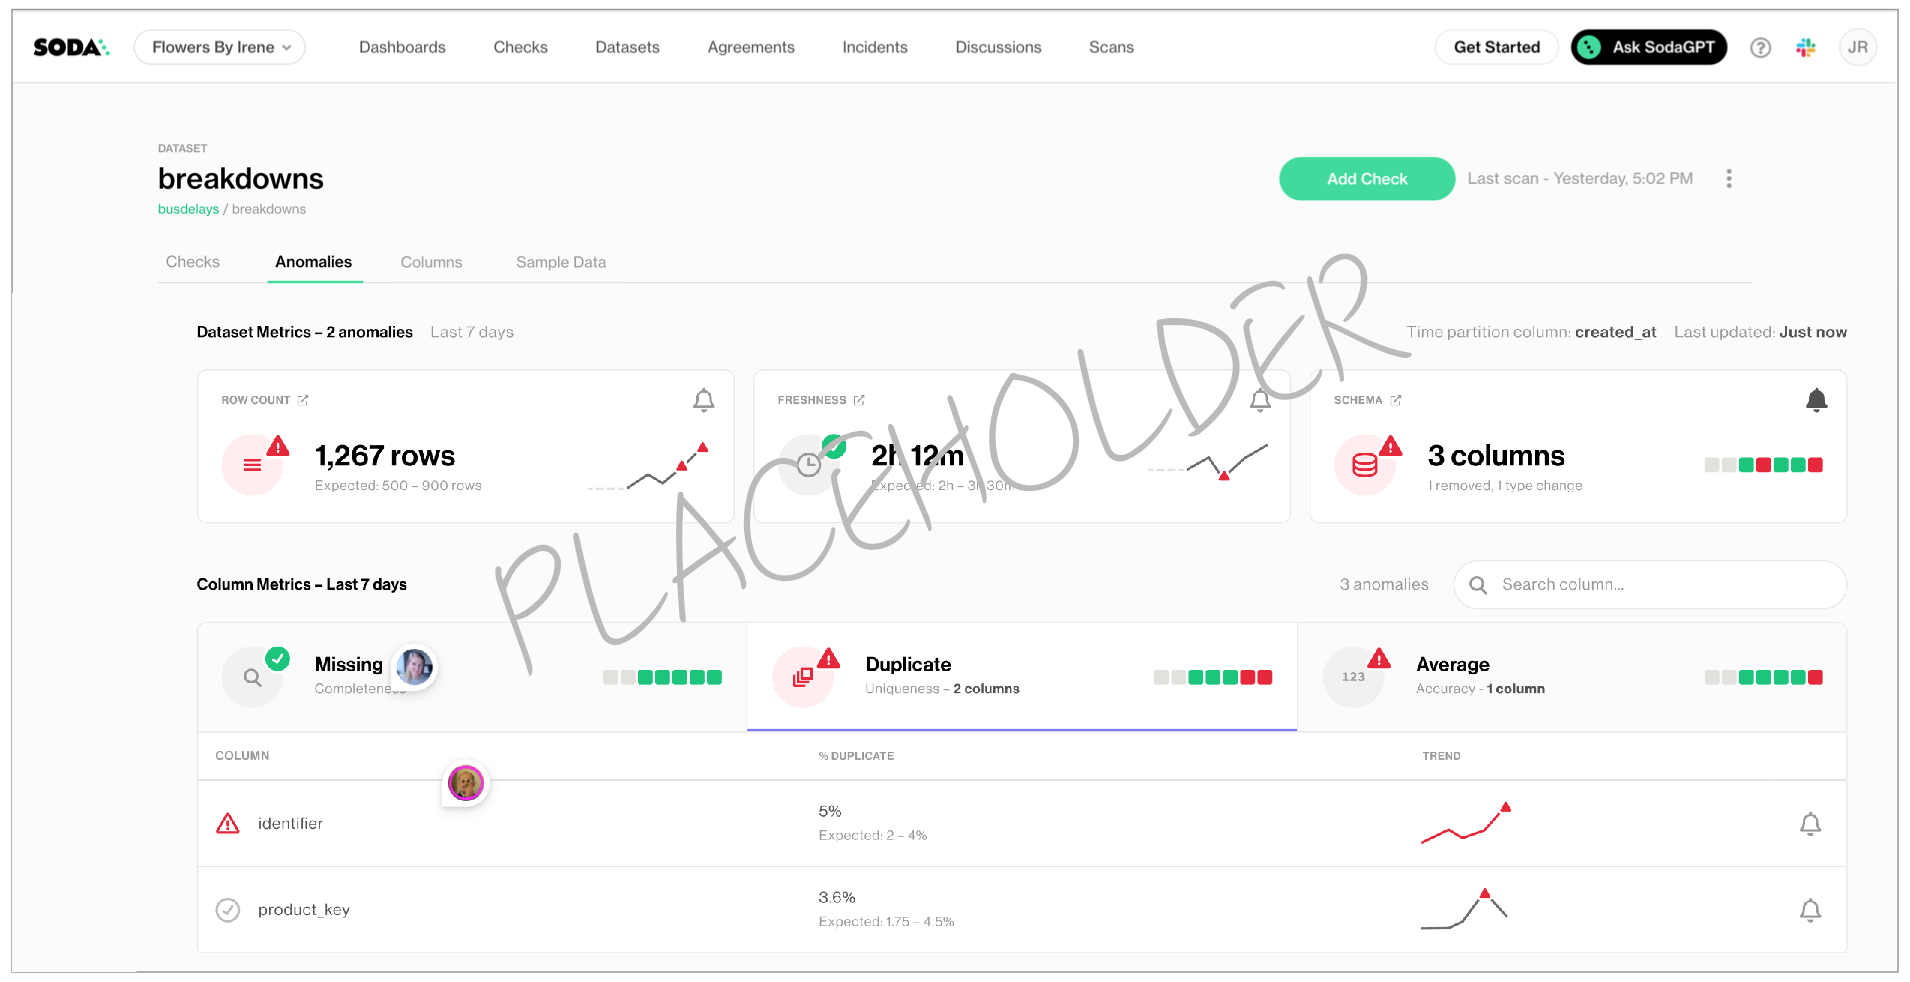 SODA
Flowers By Irene
Dashboards
Checks
Datasets
Agreements
Incidents
Discussions
Scans
Get Started
Ask SodaGPT
?
JR
DATASET
breakdowns
busdelays / breakdowns
Add Check
Last scan - Yesterday, 5:02 PM
Checks
Anomalies
Columns
Sample Data
Dataset Metrics – 2 anomalies
Last 7 days
Time partition column: created_at
Last updated: Just now
ROW COUNT
1,267 rows
Expected: 500 – 900 rows
FRESHNESS
2h 12m
Expected: 2h – 3h 30m
SCHEMA
3 columns
1 removed, 1 type change
PLACEHOLDER
Column Metrics – Last 7 days
3 anomalies
Search column...
Missing
Completeness
Duplicate
Uniqueness – 2 columns
123
Average
Accuracy - 1 column
COLUMN
% DUPLICATE
TREND
identifier
5%
Expected: 2 – 4%
product_key
3.6%
Expected; 1.75 – 4.5%